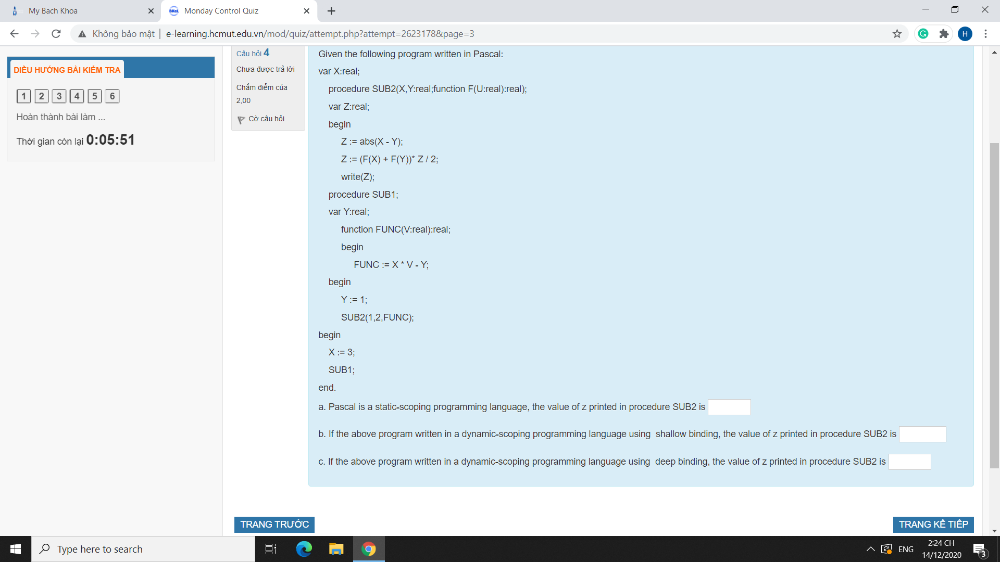 My Bach Khoa
BKeL
Monday Control Quiz
Không bảo mật
e-learning.hcmut.edu.vn/mod/quiz/attempt.php?attempt=2623178&page=3
H
ĐIỀU HƯỚNG BÀI KIỂM TRA
1 2 3 4 5 6
Hoàn thành bài làm ...
Thời gian còn lại 0:05:51
Câu hỏi 4
Chưa được trả lời
Chấm điểm của
2,00
Cờ câu hỏi
Given the following program written in Pascal:
var X:real;
procedure SUB2(X,Y:real;function F(U:real):real);
var Z:real;
begin
Z := abs(X - Y);
Z := (F(X) + F(Y))* Z / 2;
write(Z);
procedure SUB1;
var Y:real;
function FUNC(V:real):real;
begin
FUNC := X * V - Y;
begin
Y := 1;
SUB2(1,2,FUNC);
begin
X := 3;
SUB1;
end.
a. Pascal is a static-scoping programming language, the value of z printed in procedure SUB2 is
b. If the above program written in a dynamic-scoping programming language using  shallow binding, the value of z printed in procedure SUB2 is
c. If the above program written in a dynamic-scoping programming language using  deep binding, the value of z printed in procedure SUB2 is
TRANG TRƯỚC
TRANG KẾ TIẾP
Type here to search
ENG
2:24 CH
14/12/2020
3